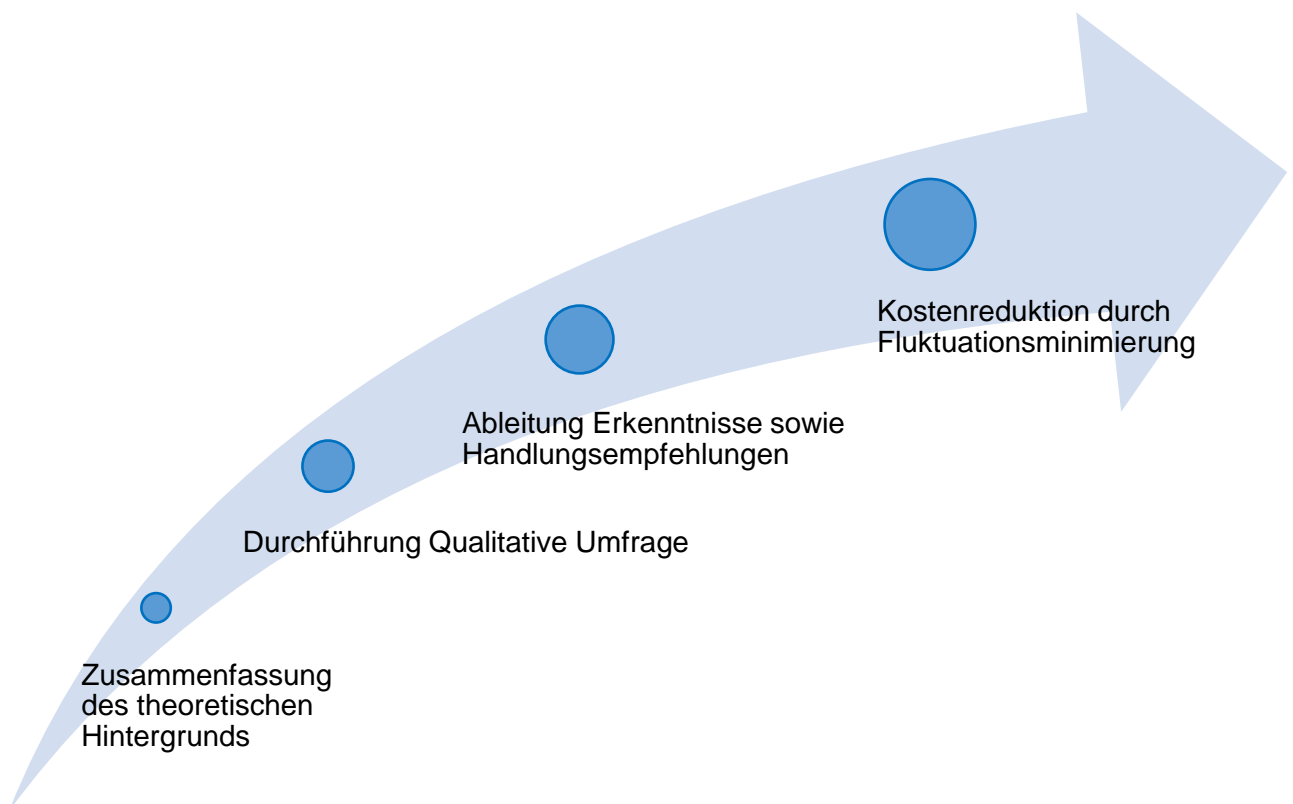 Kostenreduktion durch
Fluktuationsminimierung
Ableitung Erkenntnisse sowie
Handlungsempfehlungen
Durchführung Qualitative Umfrage
Zusammenfassung
des theoretischen
Hintergrunds